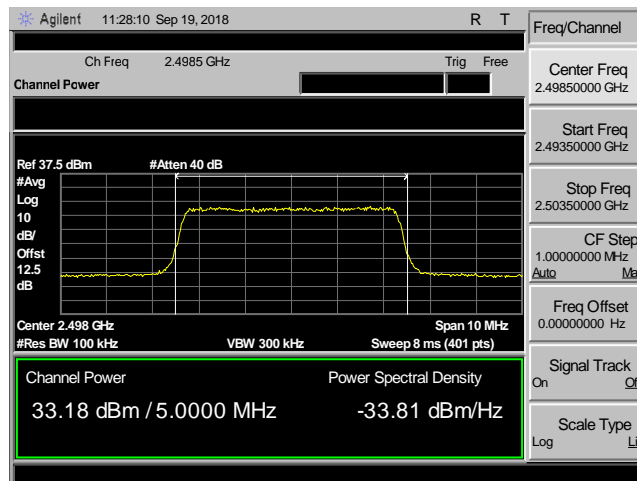 Agilent 11:28:10 Sep 19, 2018 R T
Ch Freq 2.4985 GHz Trig Free
Channel Power
Ref 37.5 dBm #Atten 40 dB
#Avg
Log
10
dB/
Offst
12.5
dB
Center 2.498 GHz Span 10 MHz
#Res BW 100 kHz VBW 300 kHz Sweep 8 ms (401 pts)
Channel Power Power Spectral Density
33.18 dBm / 5.0000 MHz -33.81 dBm/Hz
Freq/Channel
Center Freq
2.49850000 GHz
Start Freq
2.49350000 GHz
Stop Freq
2.50350000 GHz
CF Step
1.00000000 MHz
Auto Ma
Freq Offset
0.00000000 Hz
Signal Track
On Of
Scale Type
Log Li